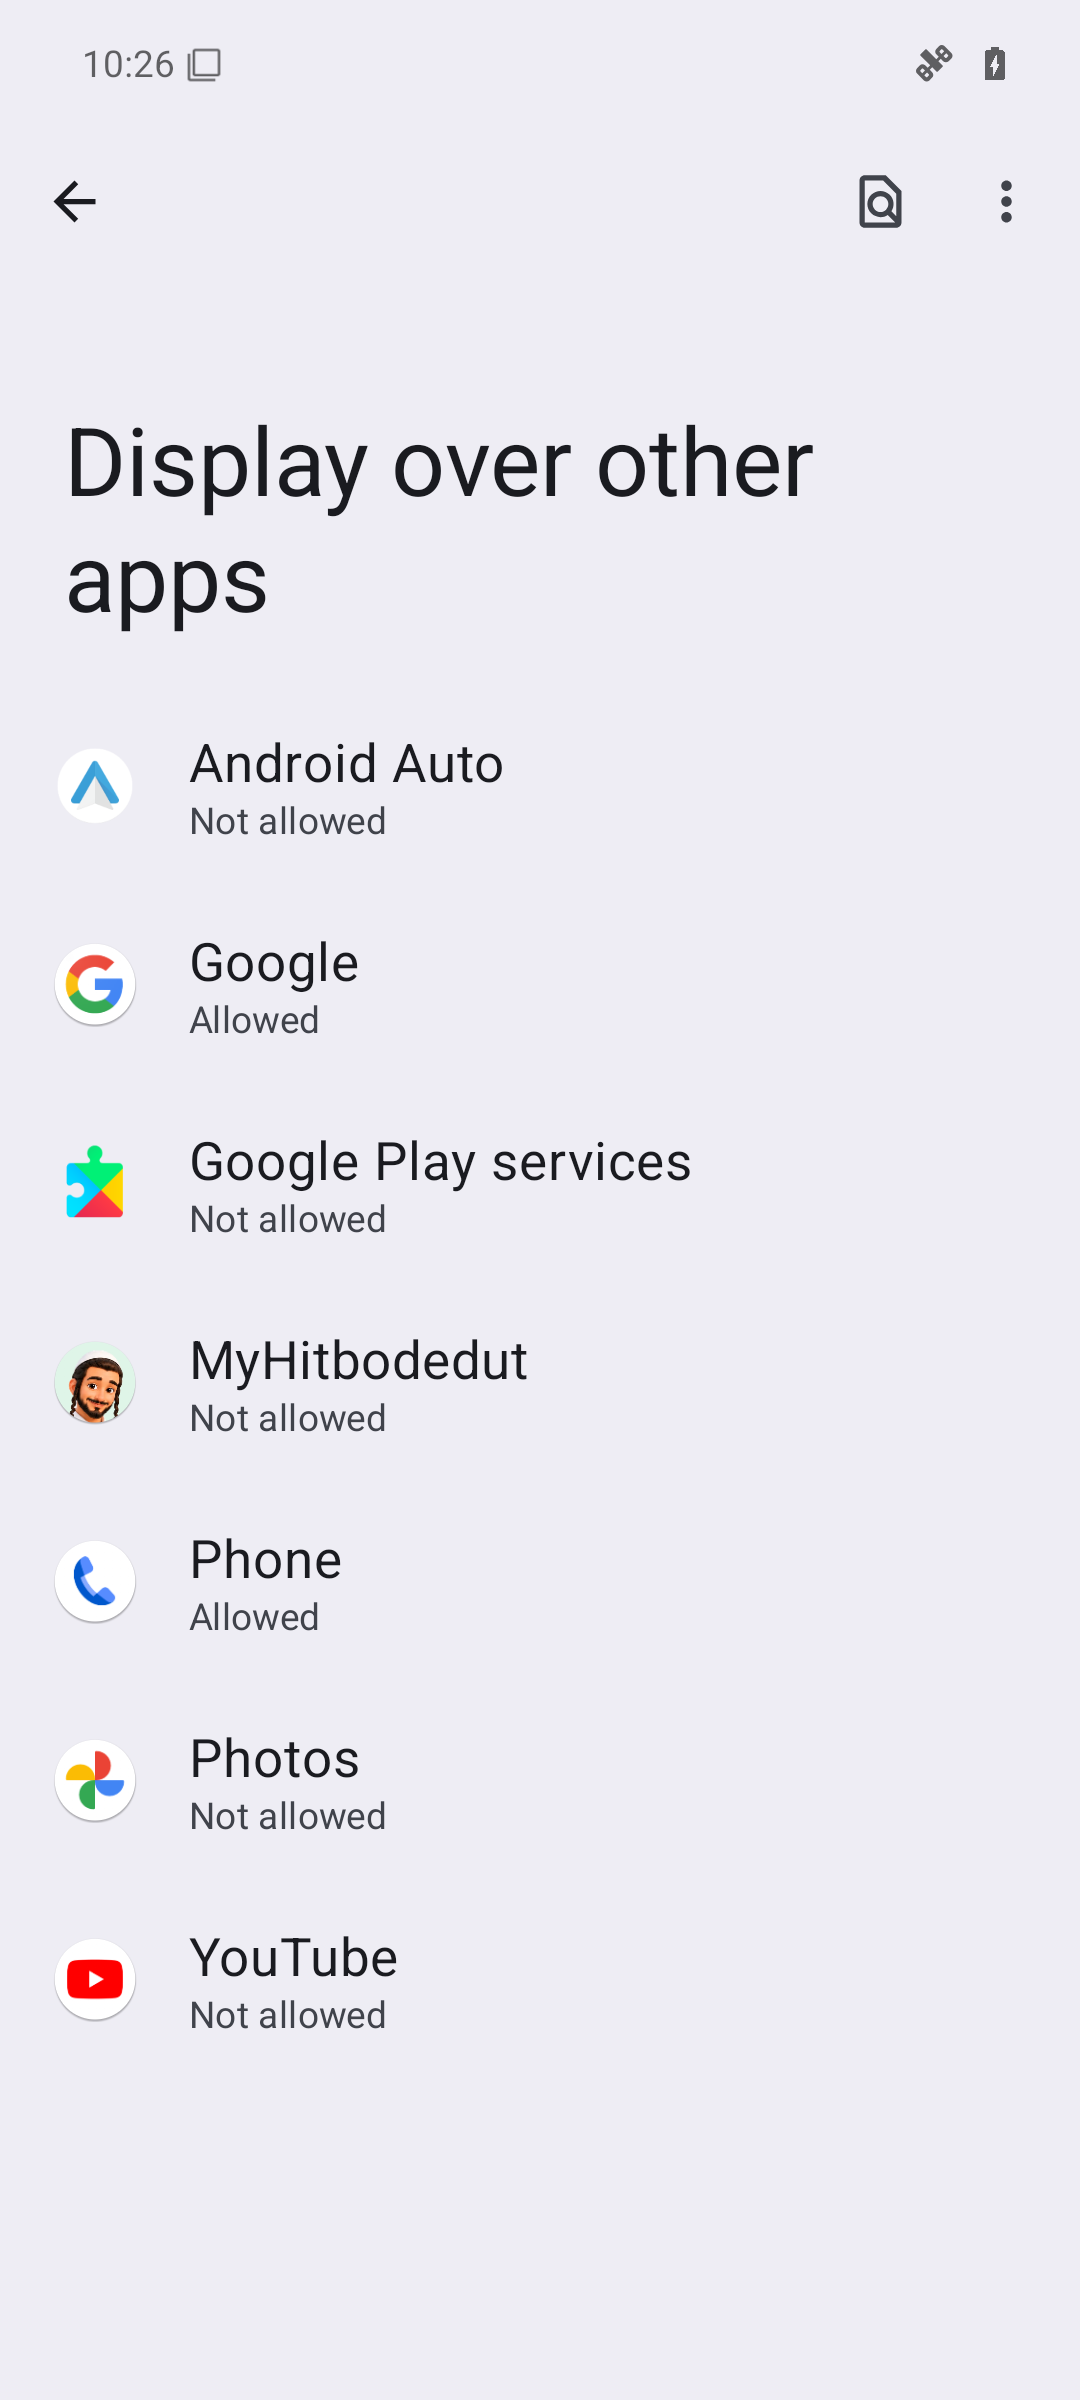 10:26
Display over other
apps
Android Auto
Not allowed
Google
Allowed
Google Play services
Not allowed
MyHitbodedut
Not allowed
Phone
Allowed
Photos
Not allowed
YouTube
Not allowed